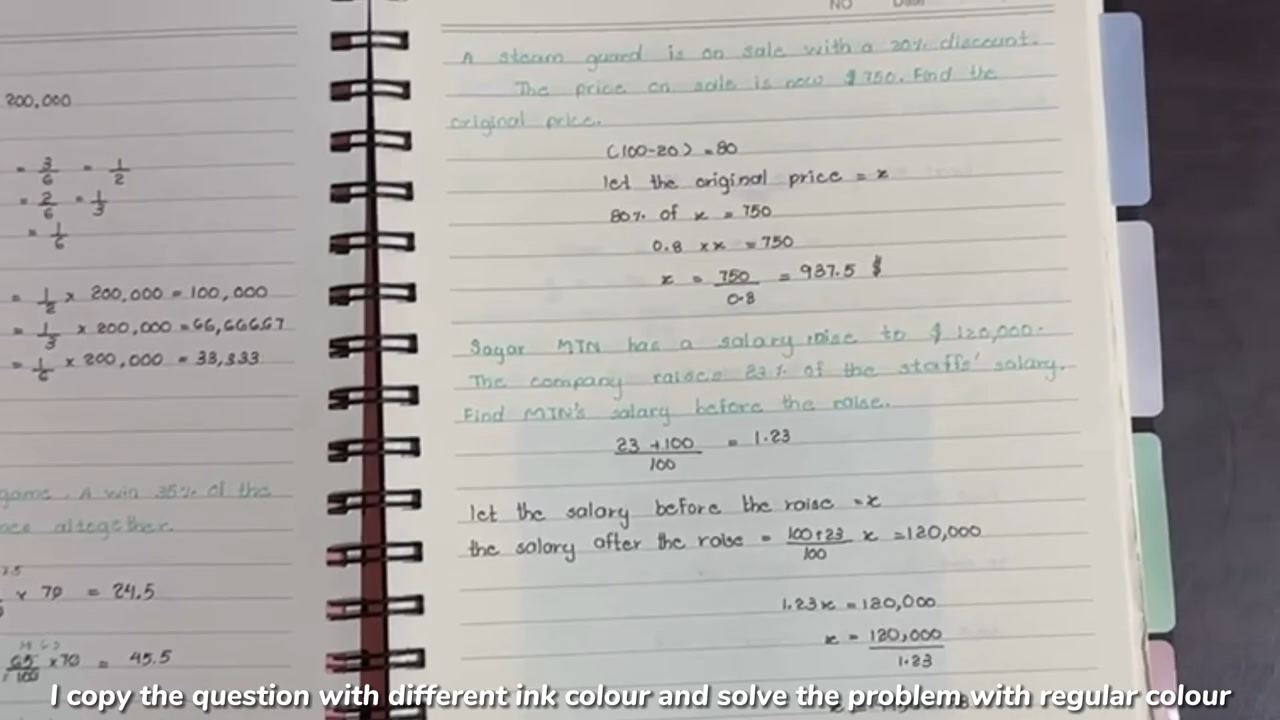 NO Date
200,000
= 3/6 = 1/2
= 2/6 = 1/3
= 1/6
= 1/2 x 200,000 = 100,000
= 1/3 x 200,000 = 66,66667
= 1/6 x 200,000 = 33,333
game. A win 35% of the
altogether.
x 70 = 24.5
65/100 x 70 = 45.5
A steam guard is on sale with a 20% discount.
The price on sale is now $ 750. Find the
original price.
(100-20) = 80
let the original price = x
80% of x = 750
0.8 x x = 750
x = 750/0.8 = 937.5 $
Sagar MIN has a salary rise to $ 120,000.
The company raises 23% of the staffs' salary.
Find MIN's salary before the raise.
23 +100/100 = 1.23
let the salary before the raise = x
the salary after the raise = 100+23/100 x = 120,000
1.23x = 120,000
x = 120,000/1.23
I copy the question with different ink colour and solve the problem with regular colour